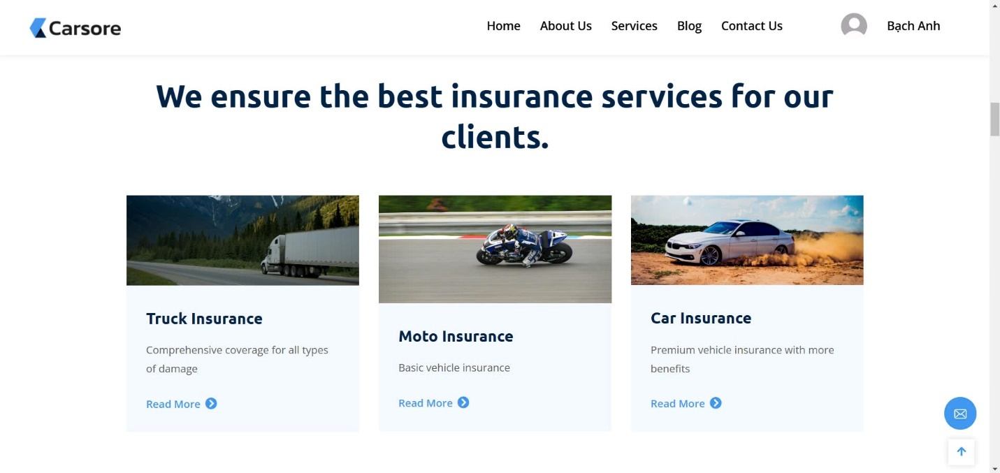 Carsore
Home About Us Services Blog Contact Us Bạch Anh
We ensure the best insurance services for our
clients.
Truck Insurance
Comprehensive coverage for all types
of damage
Read More
Moto Insurance
Basic vehicle insurance
Read More
Car Insurance
Premium vehicle insurance with more
benefits
Read More